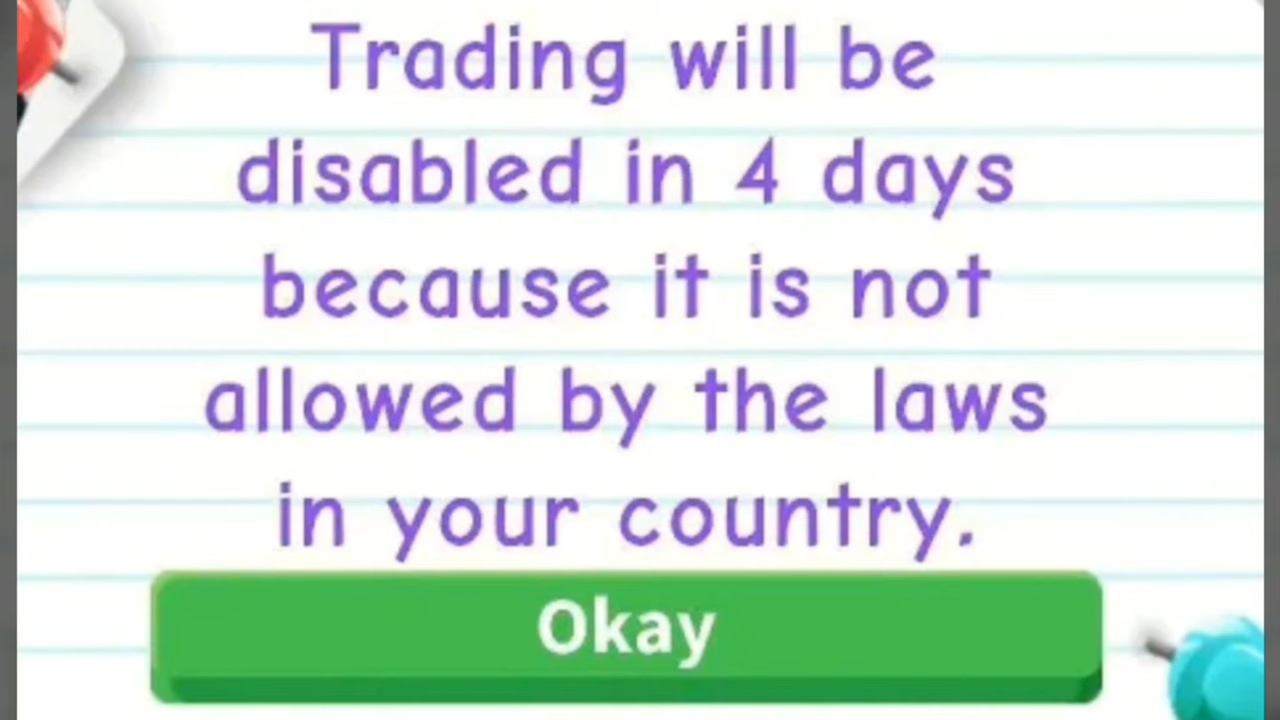 Trading will be
disabled in 4 days
because it is not
allowed by the laws
in your country.
Okay